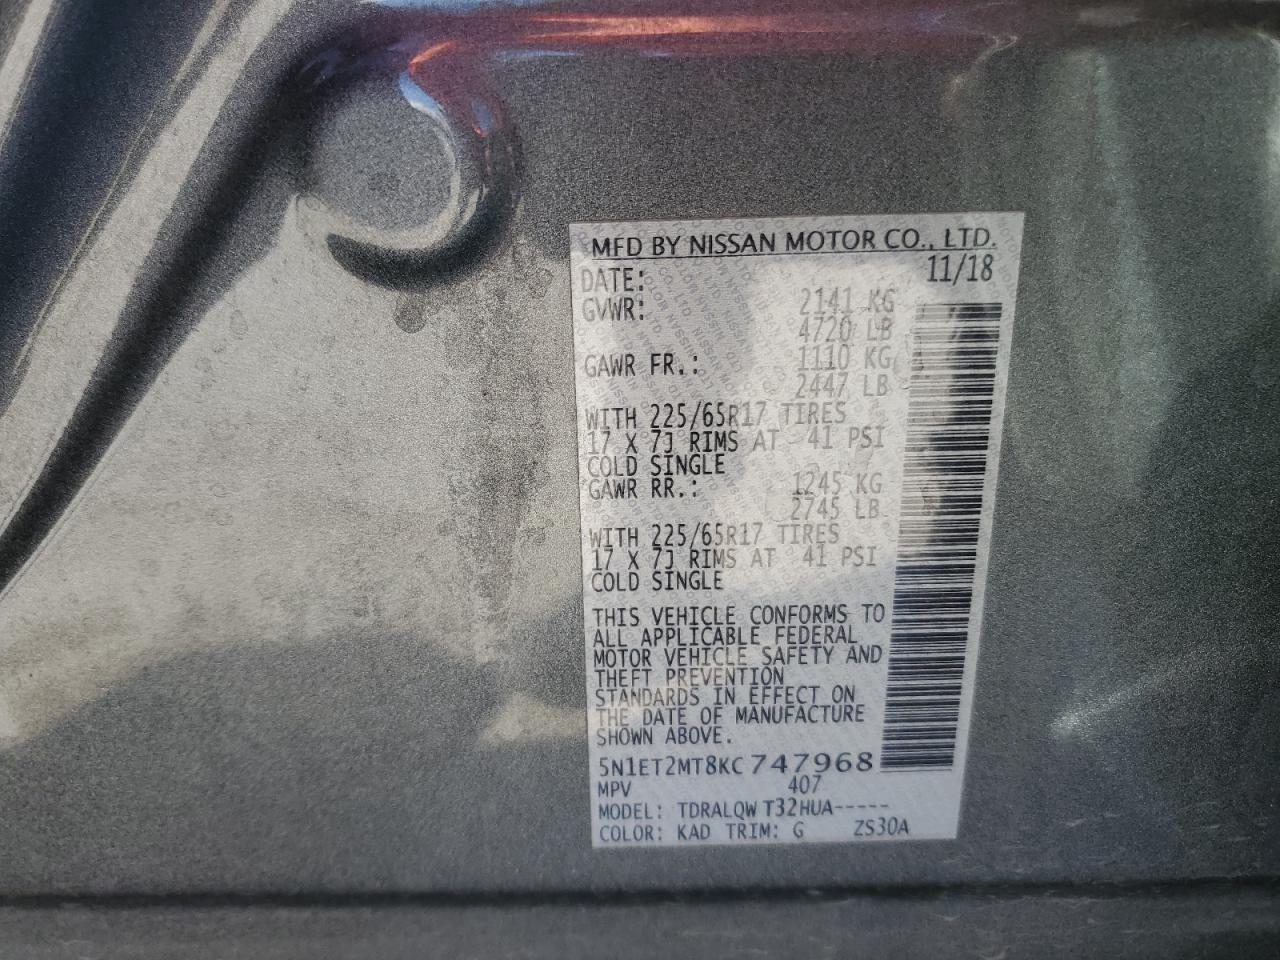 MFD BY NISSAN MOTOR CO., LTD.
DATE: 11/18
GVWR: 2141 KG
4720 LB
GAWR FR.: 1110 KG
2447 LB
WITH 225/65R17 TIRES
17 X 7J RIMS AT 41 PSI
COLD SINGLE
GAWR RR.: 1245 KG
2745 LB
WITH 225/65R17 TIRES
17 X 7J RIMS AT 41 PSI
COLD SINGLE
THIS VEHICLE CONFORMS TO
ALL APPLICABLE FEDERAL
MOTOR VEHICLE SAFETY AND
THEFT PREVENTION
STANDARDS IN EFFECT ON
THE DATE OF MANUFACTURE
SHOWN ABOVE.
5N1ET2MT8KC 747968
MPV 407
MODEL: TDRALQW T32HUA-----
COLOR: KAD TRIM: G ZS30A